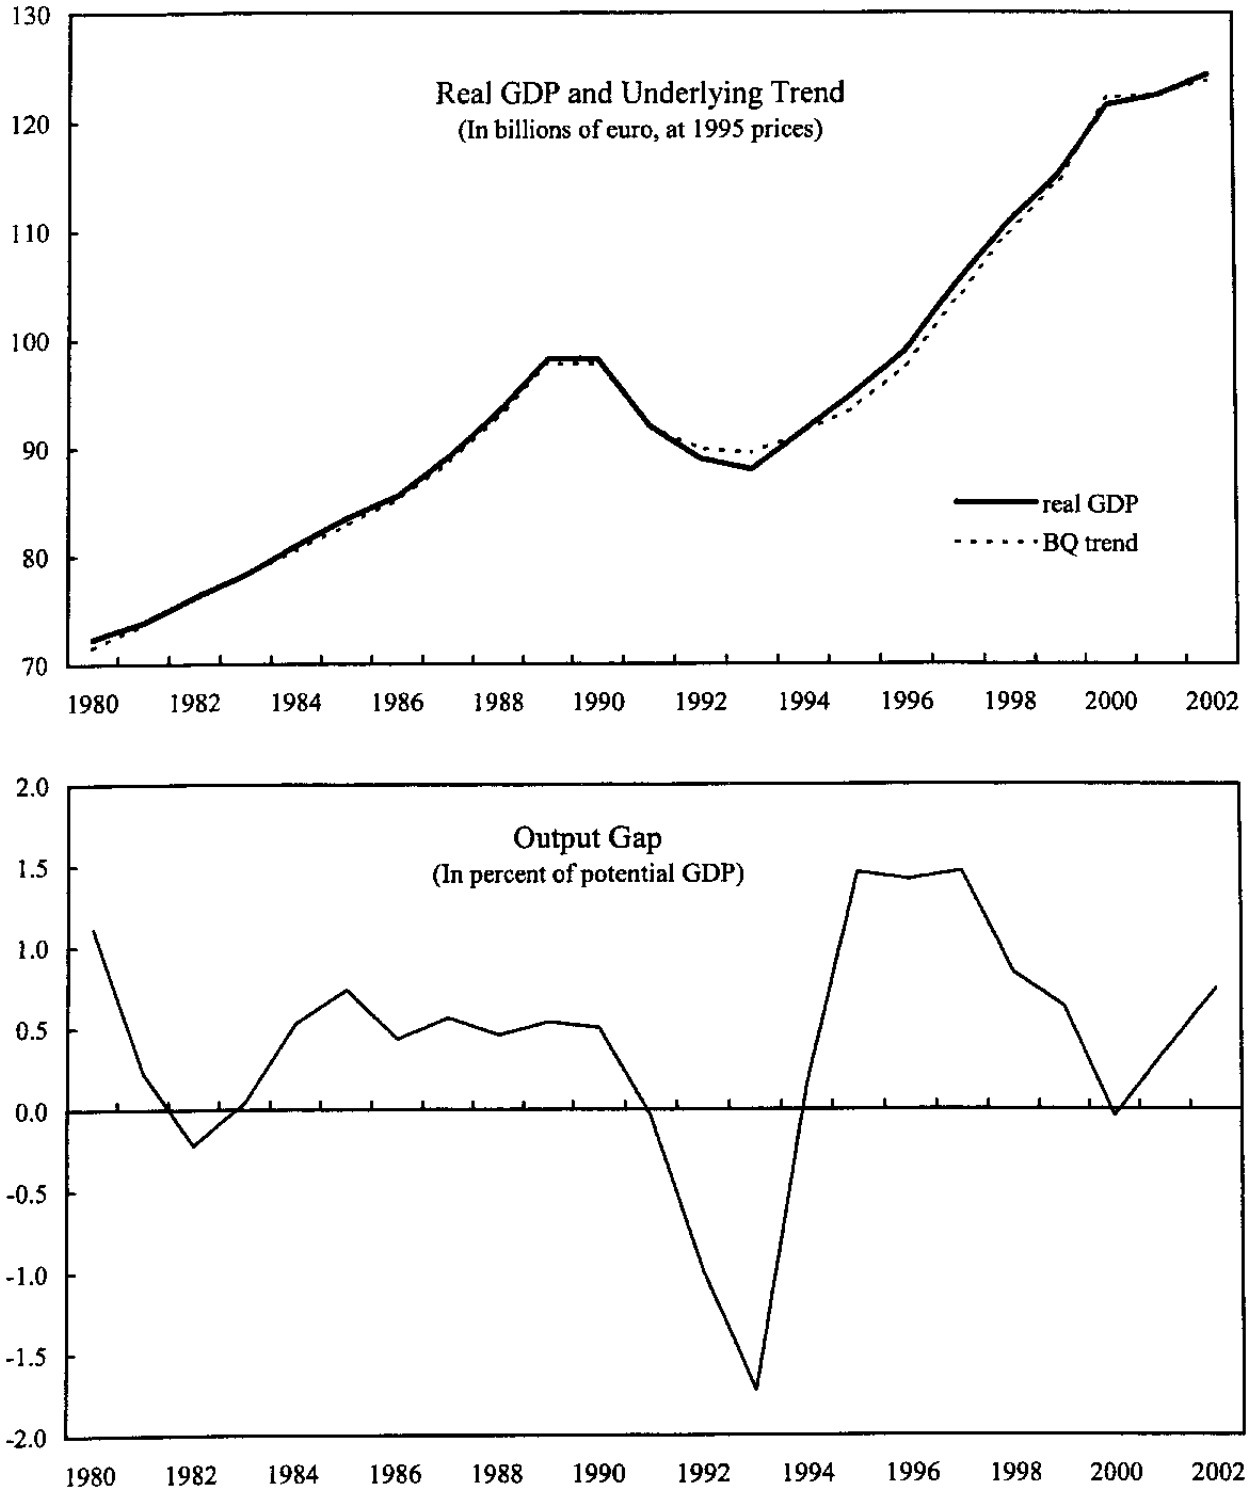 130
Real GDP and Underlying Trend
(In billions of euro, at 1995 prices)
120
110
100
90
real GDP
BQ trend
80
70
1980 1982 1984 1986 1988 1990 1992 1994 1996 1998 2000 2002
2.0
Output Gap
(In percent of potential GDP)
1.5
1.0
0.5
0.0
-0.5
-1.0
-1.5
-2.0
1980 1982 1984 1986 1988 1990 1992 1994 1996 1998 2000 2002